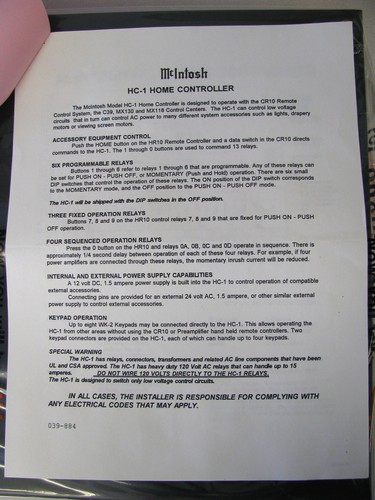 McIntosh
HC-1 HOME CONTROLLER
The McIntosh Model HC-1 Home Controller is designed to operate with the CR10 Remote
Control System, the C39, MX130 and MX118 Control Centers. The HC-1 can control low voltage
circuits that in turn can control AC power to many different system accessories such as lights, drapery
motors or viewing screen motors.
ACCESSORY EQUIPMENT CONTROL
Push the HOME button on the HR10 Remote Controller and a data switch in the CR10 directs
commands to the HC-1. The 1 through 0 buttons are used to command 13 relays.
SIX PROGRAMMABLE RELAYS
Buttons 1 through 6 refer to relays 1 through 6 that are programmable. Any of these relays can
be set for PUSH ON - PUSH OFF, or MOMENTARY (Push and Hold) operation. There are six small
DIP switches that control the operation of these relays. The ON position of the DIP switch corresponds
to the MOMENTARY mode, and the OFF position to the PUSH ON - PUSH OFF mode.
The HC-1 will be shipped with the DIP switches in the OFF position.
THREE FIXED OPERATION RELAYS
Buttons 7, 8 and 9 on the HR10 control relays 7, 8 and 9 that are fixed for PUSH ON - PUSH
OFF operation.
FOUR SEQUENCED OPERATION RELAYS
Press the 0 button on the HR10 and relays 0A, 0B, 0C and 0D operate in sequence. There is
approximately 1/4 second delay between operation of each of these four relays. For example, if four
power amplifiers are connected through these relays, the momentary inrush current will be reduced.
INTERNAL AND EXTERNAL POWER SUPPLY CAPABILITIES
A 12 volt DC, 1.5 ampere power supply is built into the HC-1 to control operation of compatible
external accessories.
Connecting pins are provided for an external 24 volt AC, 1.5 ampere, or other similar external
power supply to control external accessories.
KEYPAD OPERATION
Up to eight WK-2 Keypads may be connected directly to the HC-1. This allows operating the
HC-1 from other areas without using the CR10 or Preamplifier hand held remote controllers. Two
keypad connectors are provided on the HC-1, each of which can handle up to four keypads.
SPECIAL WARNING
The HC-1 has relays, connectors, transformers and related AC line components that have been
UL and CSA approved. The HC-1 has heavy duty 120 Volt AC relays that can handle up to 15
amperes. DO NOT WIRE 120 VOLTS DIRECTLY TO THE HC-1 RELAYS.
The HC-1 is designed to switch only low voltage control circuits.
IN ALL CASES, THE INSTALLER IS RESPONSIBLE FOR COMPLYING WITH
ANY ELECTRICAL CODES THAT MAY APPLY.
039-884